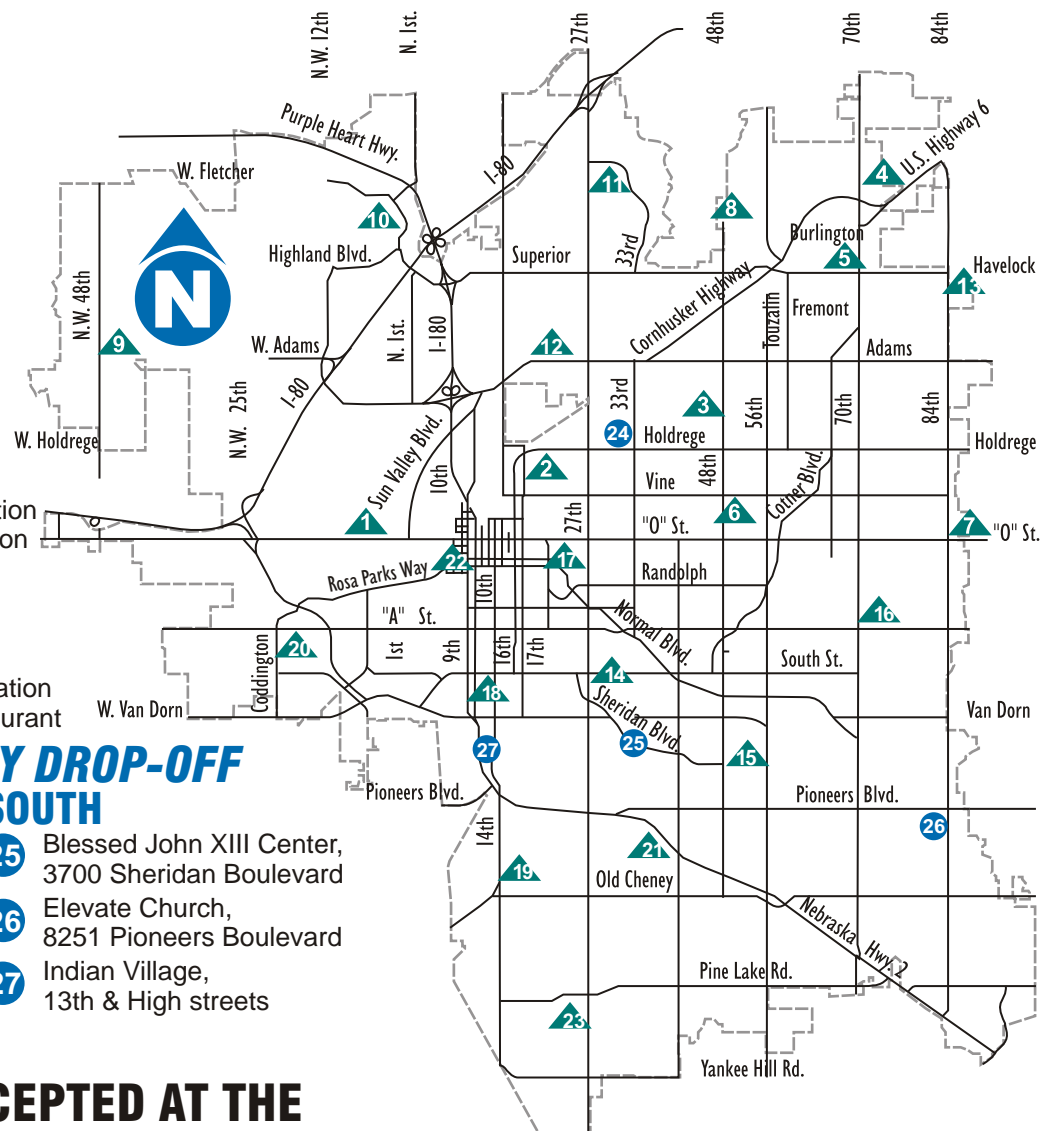 N.W. 12th
N. 1st.
27th
48th
70th
84th
Purple Heart Hwy.
I-80
U.S. Highway 6
W. Fletcher
4
11
8
10
33rd
Burlington
Highland Blvd.
Superior
5
Havelock
13
N
N.W. 48th
Cornhusker Highway
Touzalin
Fremont
9
W. Adams
N. 1st.
I-180
12
Adams
N.W. 25th
I-80
33rd
3
56th
70th
84th
W. Holdrege
Sun Valley Blvd.
24
Holdrege
Holdrege
10th
2
Vine
48th
Cotner Blvd.
tion
on
1
27th
"O" St.
6
7
"O" St.
22
17
Rosa Parks Way
10th
Randolph
"A" St.
Normal Blvd.
16
20
1st
9th
16th
17th
South St.
Coddington
14
ation
urant
18
Sheridan Blvd.
W. Van Dorn
Van Dorn
27
25
15
Y DROP-OFF
SOUTH
Pioneers Blvd.
Pioneers Blvd.
26
14th
25 Blessed John XIII Center,
3700 Sheridan Boulevard
21
19
Old Cheney
26 Elevate Church,
8251 Pioneers Boulevard
Nebraska Hwy 2
27 Indian Village,
13th & High streets
Pine Lake Rd.
23
Yankee Hill Rd.
CEPTED AT THE